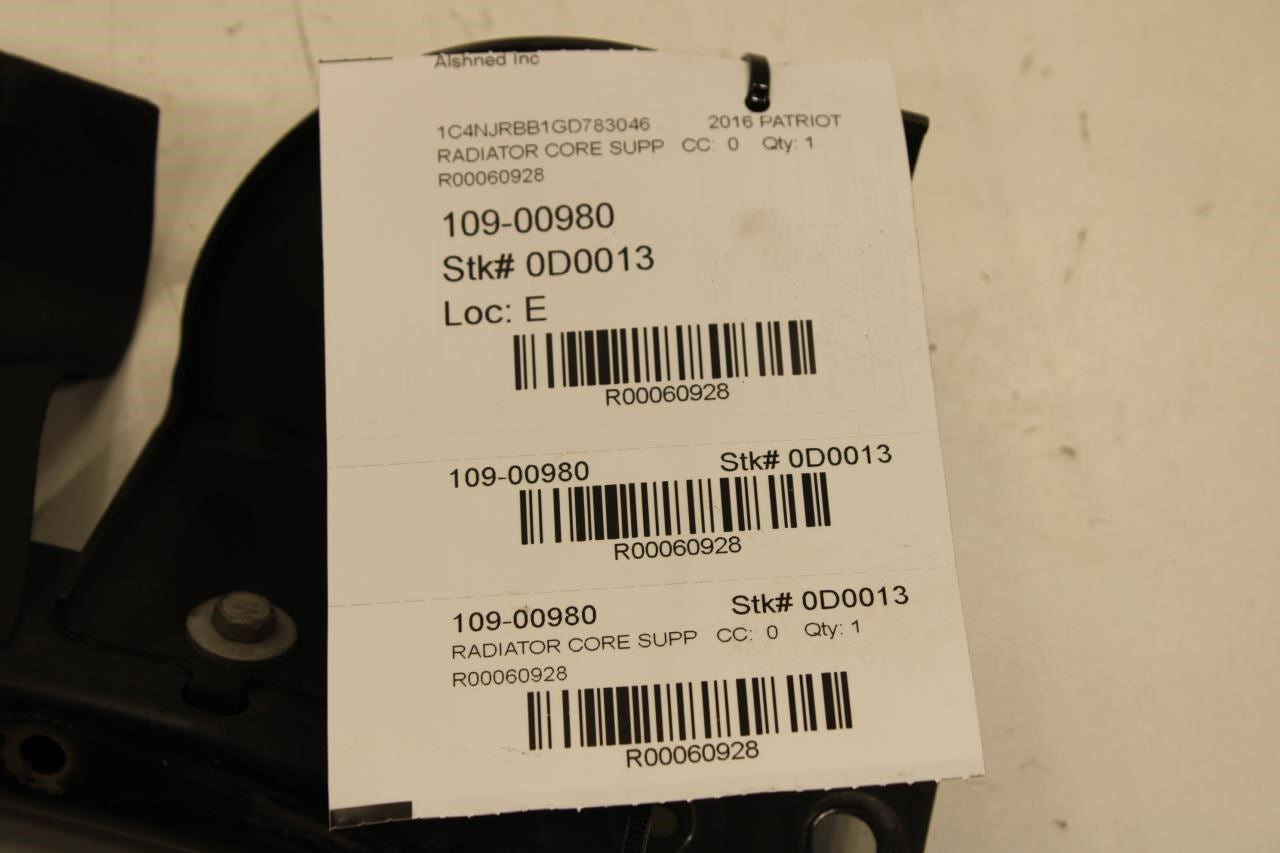 Alshned Inc
1C4NJRBB1GD783046 2016 PATRIOT
RADIATOR CORE SUPP CC: 0 Qty: 1
R00060928
109-00980
Stk# 0D0013
Loc: E
R00060928
109-00980 Stk# 0D0013
R00060928
109-00980 Stk# 0D0013
RADIATOR CORE SUPP CC: 0 Qty: 1
R00060928
R00060928